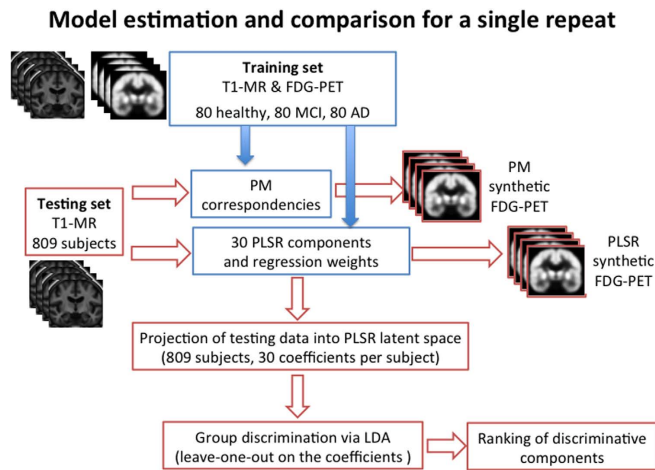 Model estimation and comparison for a single repeat
Training set
T1-MR & FDG-PET
80 healthy, 80 MCI, 80 AD
PM
correspondencies
PM
synthetic
FDG-PET
Testing set
T1-MR
809 subjects
30 PLSR components
and regression weights
PLSR
synthetic
FDG-PET
Projection of testing data into PLSR latent space
(809 subjects, 30 coefficients per subject)
Group discrimination via LDA
(leave-one-out on the coefficients )
Ranking of discriminative
components